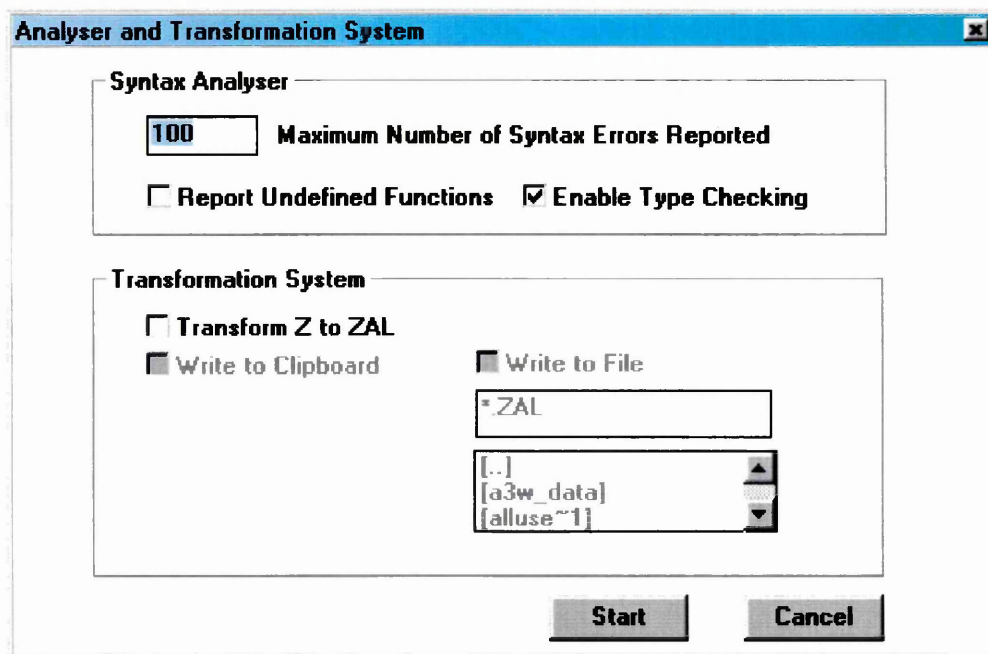 Analyser and Transformation System
Syntax Analyser
100 Maximum Number of Syntax Errors Reported
Report Undefined Functions Enable Type Checking
Transformation System
Transform Z to ZAL
Write to Clipboard Write to File
*.ZAL
[..]
[a3w_data]
[alluse~1]
Start Cancel